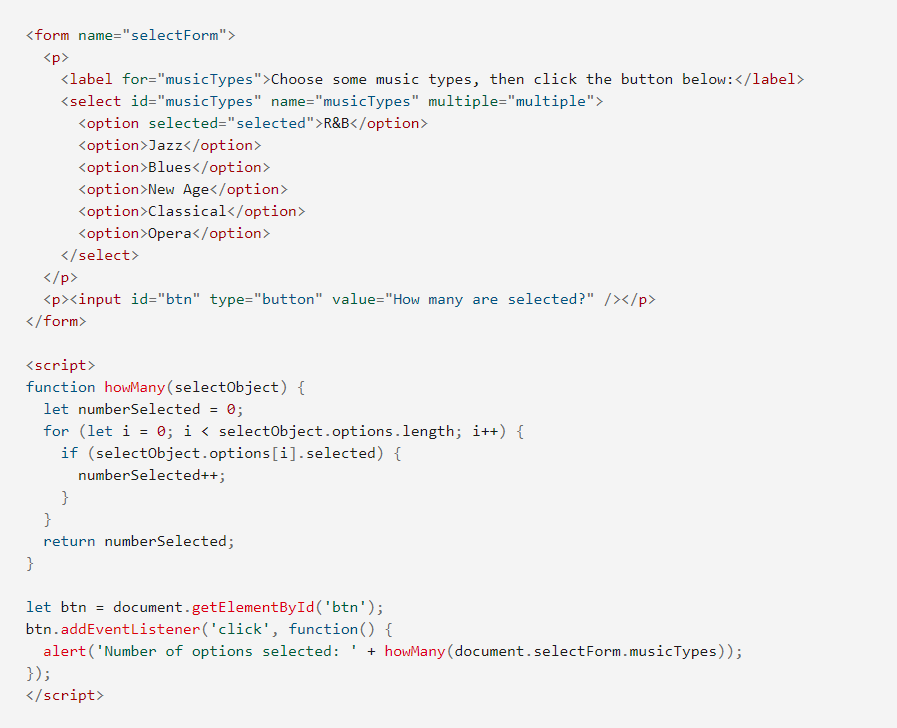 <form name="selectForm">
  <p>
    <label for="musicTypes">Choose some music types, then click the button below:</label>
    <select id="musicTypes" name="musicTypes" multiple="multiple">
      <option selected="selected">R&B</option>
      <option>Jazz</option>
      <option>Blues</option>
      <option>New Age</option>
      <option>Classical</option>
      <option>Opera</option>
    </select>
  </p>
  <p><input id="btn" type="button" value="How many are selected?" /></p>
</form>

<script>
function howMany(selectObject) {
  let numberSelected = 0;
  for (let i = 0; i < selectObject.options.length; i++) {
    if (selectObject.options[i].selected) {
      numberSelected++;
    }
  }
  return numberSelected;
}

let btn = document.getElementById('btn');
btn.addEventListener('click', function() {
  alert('Number of options selected: ' + howMany(document.selectForm.musicTypes));
});
</script>